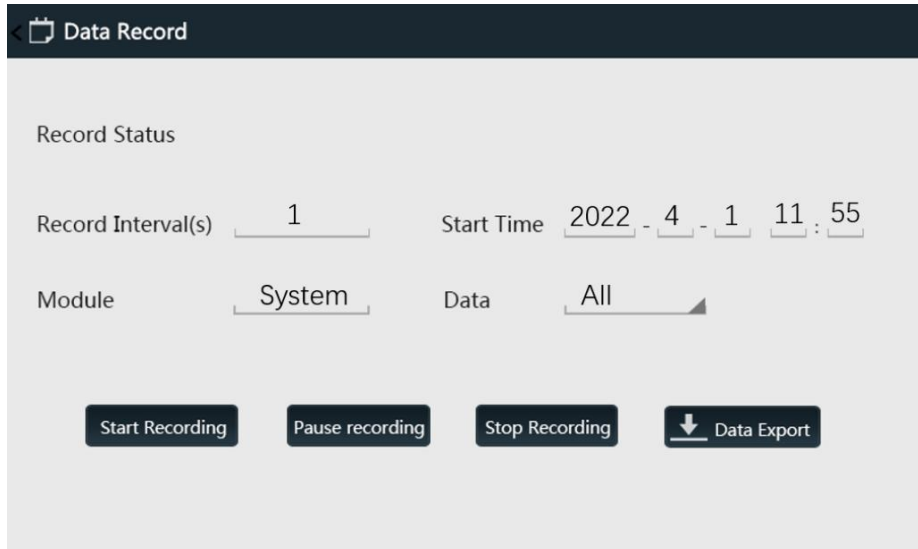 Data Record
Record Status
Record Interval(s) 1 Start Time 2022 - 4 - 1 11 : 55
Module System Data All
Start Recording Pause recording Stop Recording Data Export